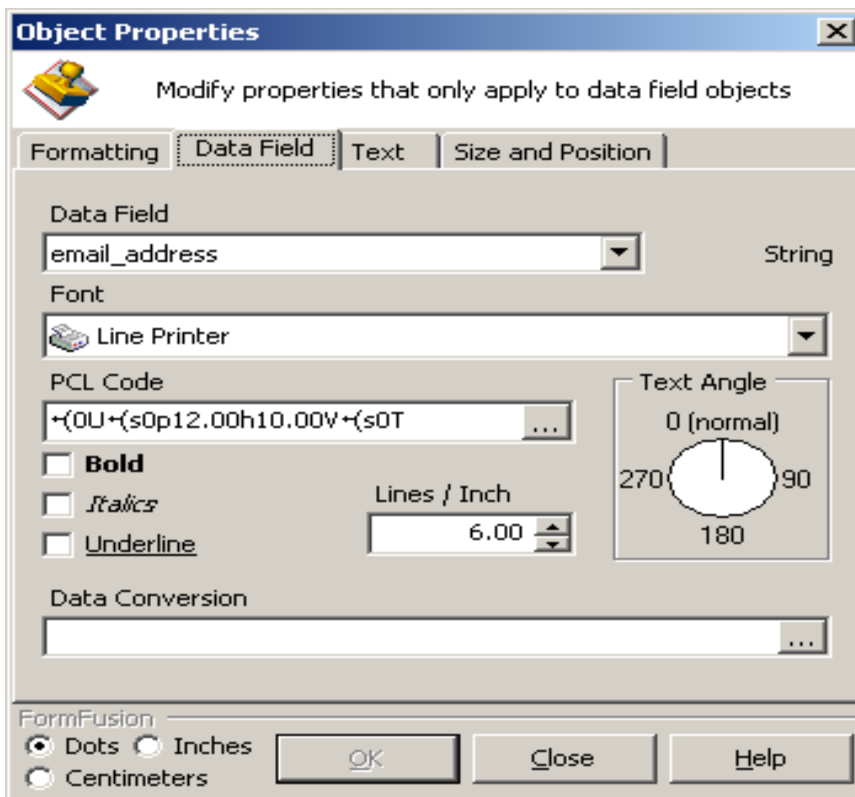 Object Properties
Modify properties that only apply to data field objects
Formatting Data Field Text Size and Position
Data Field
email_address String
Font
Line Printer
PCL Code Text Angle
←(0U←(s0p12.00h10.00V←(s0T ... 0 (normal)
Bold
270 90
Italics Lines / Inch
6.00
Underline 180
Data Conversion
...
FormFusion
Dots Inches
Centimeters
OK Close Help